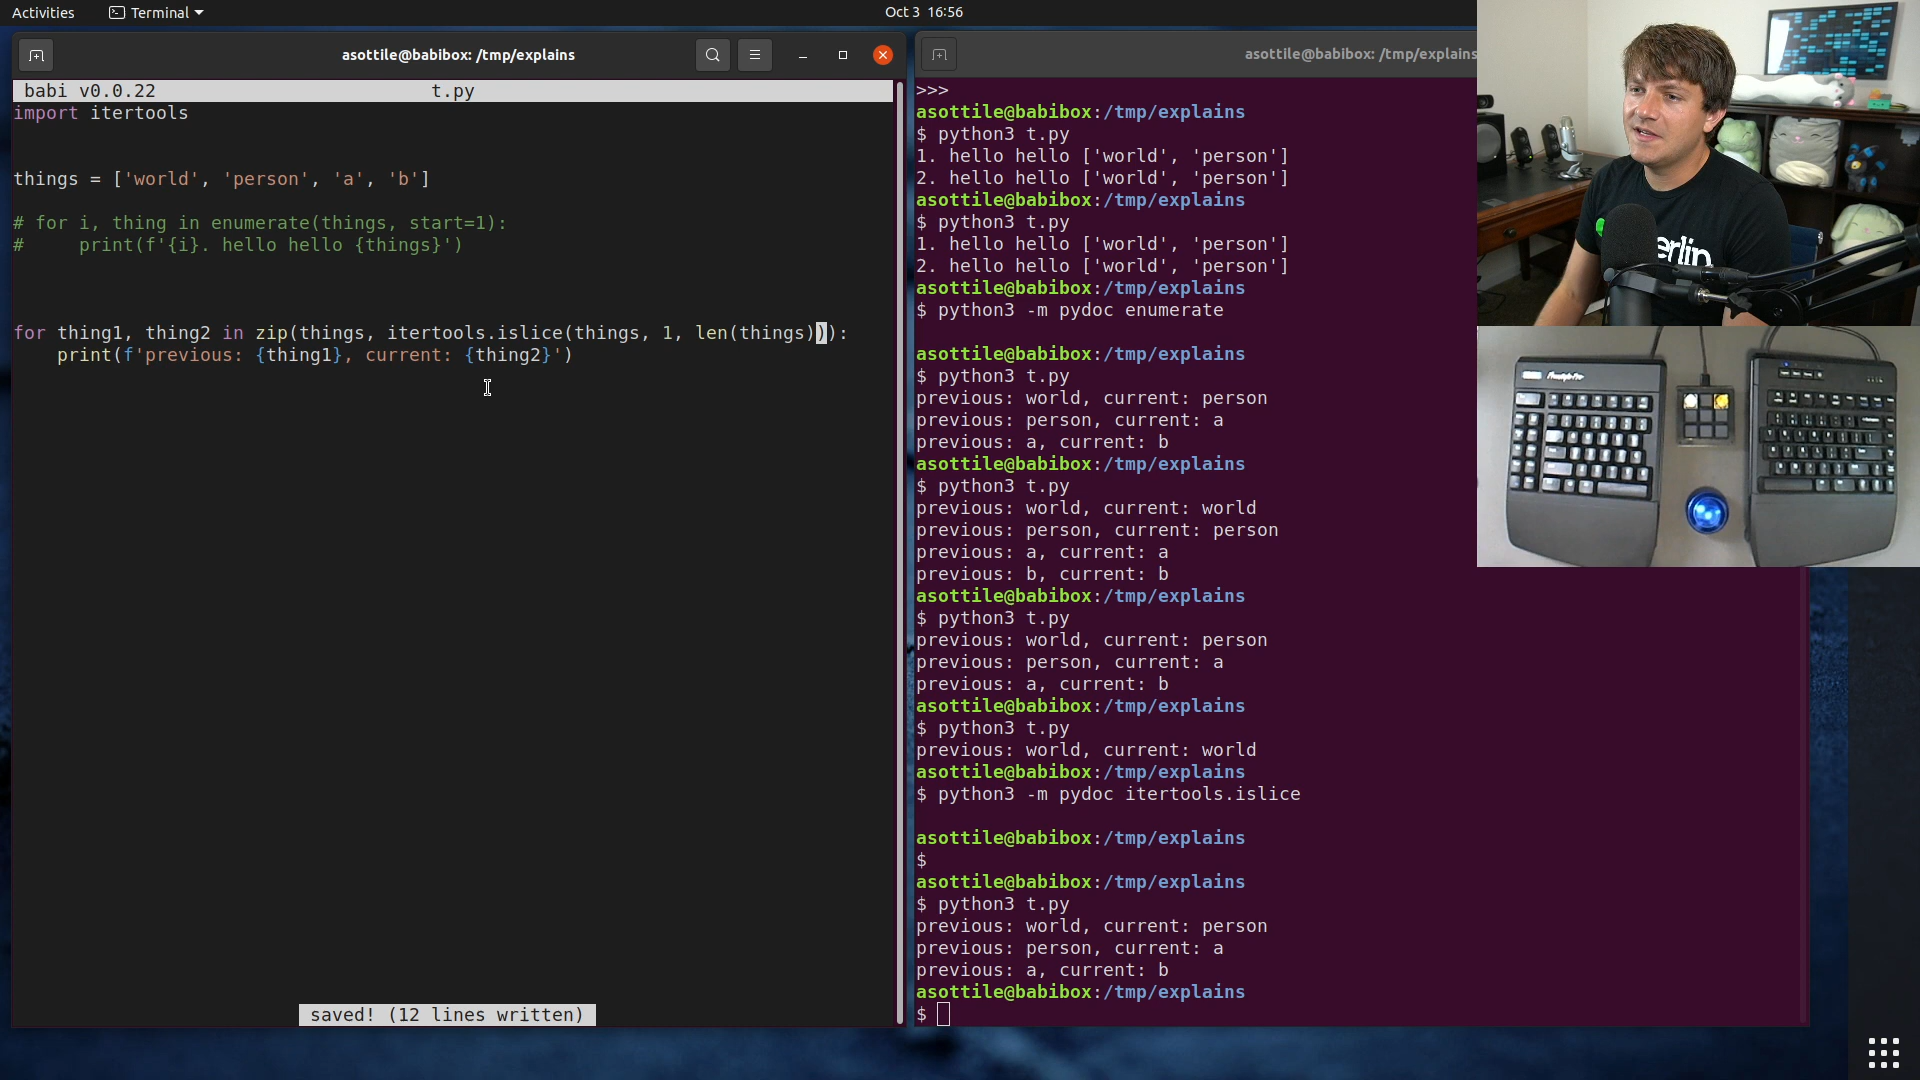 Activities
Terminal
Oct 3 16:56
asottile@babibox: /tmp/explains
babi v0.0.22 t.py
import itertools
things = ['world', 'person', 'a', 'b']
# for i, thing in enumerate(things, start=1):
#     print(f'{i}. hello hello {things}')
for thing1, thing2 in zip(things, itertools.islice(things, 1, len(things))):
    print(f'previous: {thing1}, current: {thing2}')
saved! (12 lines written)
asottile@babibox: /tmp/explains
>>>
asottile@babibox:/tmp/explains
$ python3 t.py
1. hello hello ['world', 'person']
2. hello hello ['world', 'person']
asottile@babibox:/tmp/explains
$ python3 t.py
1. hello hello ['world', 'person']
2. hello hello ['world', 'person']
asottile@babibox:/tmp/explains
$ python3 -m pydoc enumerate
asottile@babibox:/tmp/explains
$ python3 t.py
previous: world, current: person
previous: person, current: a
previous: a, current: b
asottile@babibox:/tmp/explains
$ python3 t.py
previous: world, current: world
previous: person, current: person
previous: a, current: a
previous: b, current: b
asottile@babibox:/tmp/explains
$ python3 t.py
previous: world, current: person
previous: person, current: a
previous: a, current: b
asottile@babibox:/tmp/explains
$ python3 t.py
previous: world, current: world
asottile@babibox:/tmp/explains
$ python3 -m pydoc itertools.islice
asottile@babibox:/tmp/explains
$
asottile@babibox:/tmp/explains
$ python3 t.py
previous: world, current: person
previous: person, current: a
previous: a, current: b
asottile@babibox:/tmp/explains
$